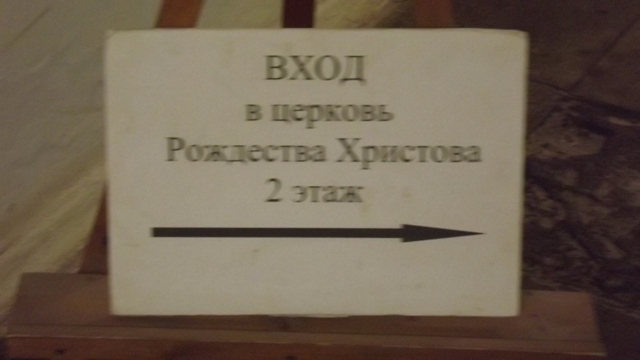 ВХОД
в церковь
Рождества Христова
2 этаж